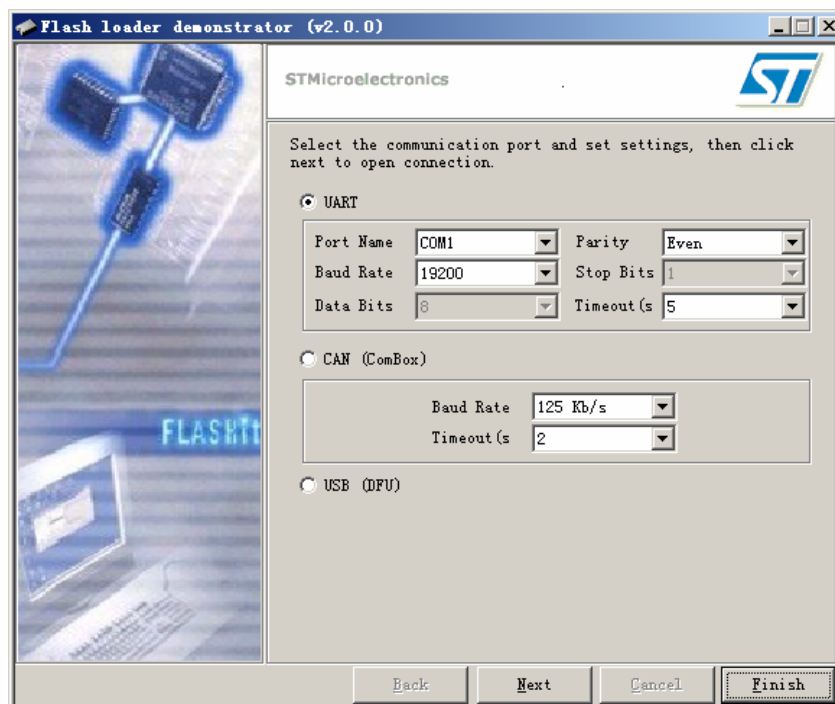 Flash loader demonstrator (v2.0.0)
STMicroelectronics
ST
Select the communication port and set settings, then click
next to open connection.
UART
Port Name COM1 Parity Even
Baud Rate 19200 Stop Bits 1
Data Bits 8 Timeout(s 5
CAN (ComBox)
Baud Rate 125 Kb/s
Timeout(s 2
FLASHit
USB (DFU)
Back Next Cancel Finish